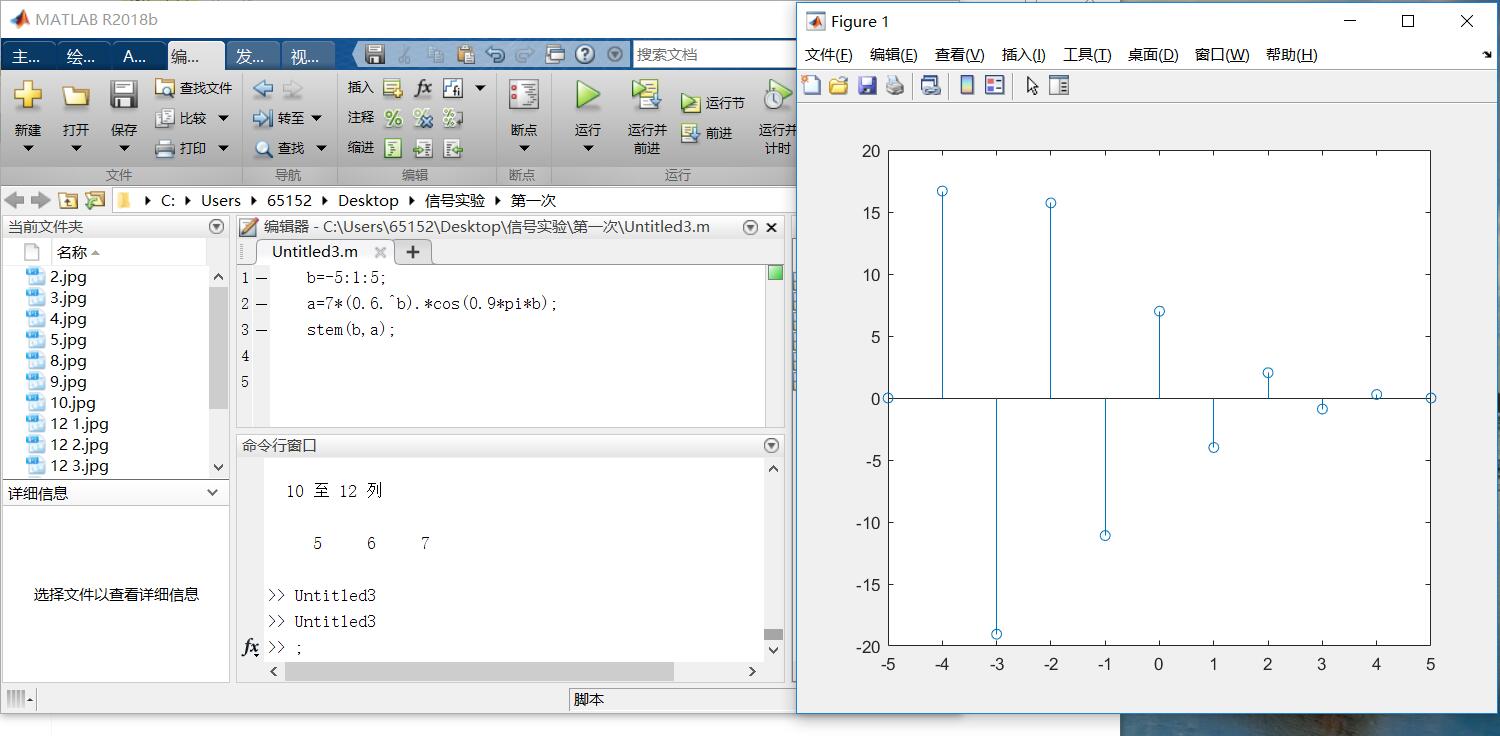 MATLAB R2018b
主...
绘...
A...
编...
发...
视...
搜索文档
查找文件
比较
打印
新建
打开
保存
文件
转至
查找
导航
插入
fx
注释
缩进
编辑
断点
断点
运行
运行并
前进
运行节
前进
运行并
计时
运行
C: Users 65152 Desktop 信号实验 第一次
当前文件夹
名称
2.jpg
3.jpg
4.jpg
5.jpg
8.jpg
9.jpg
10.jpg
12 1.jpg
12 2.jpg
12 3.jpg
详细信息
选择文件以查看详细信息
编辑器 - C:\Users\65152\Desktop\信号实验\第一次\Untitled3.m
Untitled3.m
1 — b=-5:1:5;
2 — a=7*(0.6.^b).*cos(0.9*pi*b);
3 — stem(b,a);
4
5
命令行窗口
10 至 12 列
5 6 7
>> Untitled3
>> Untitled3
fx >> ;
脚本
Figure 1
文件(F) 编辑(E) 查看(V) 插入(I) 工具(T) 桌面(D) 窗口(W) 帮助(H)
20
15
10
5
0
-5
-10
-15
-20
-5 -4 -3 -2 -1 0 1 2 3 4 5